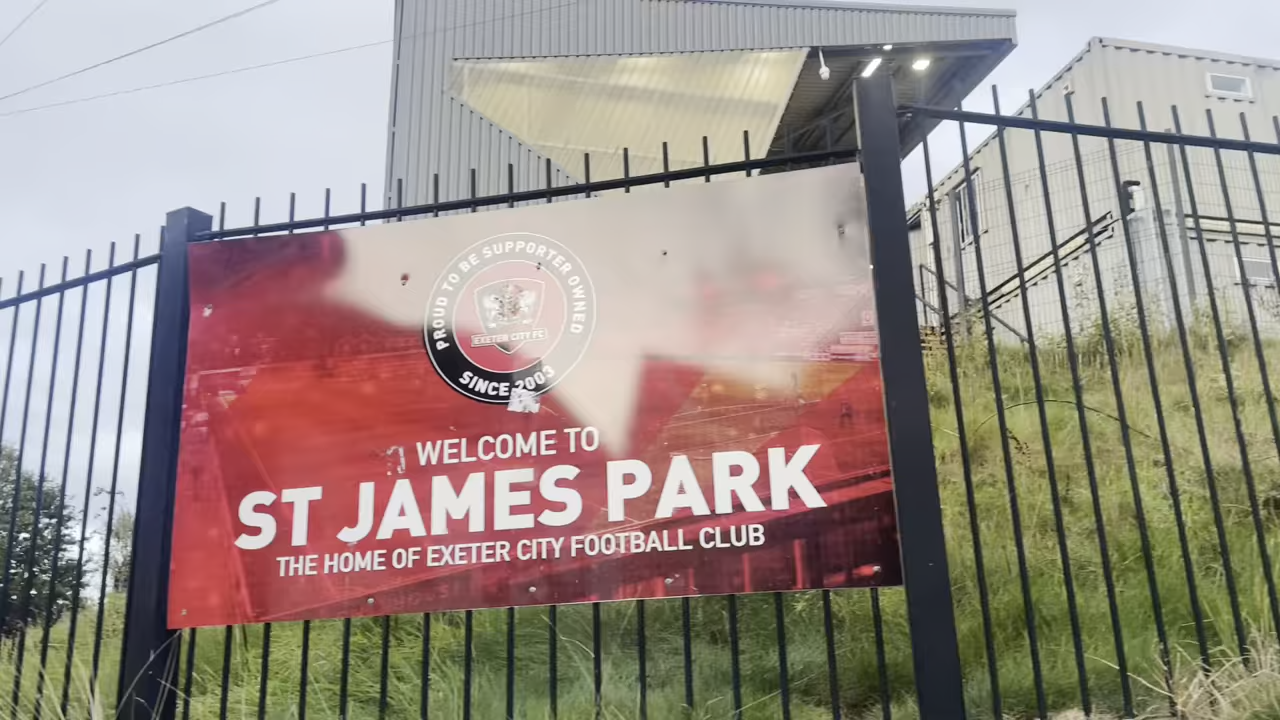 PROUD TO BE SUPPORTER OWNED
EXETER CITY FC
SINCE 2003
WELCOME TO
ST JAMES PARK
THE HOME OF EXETER CITY FOOTBALL CLUB